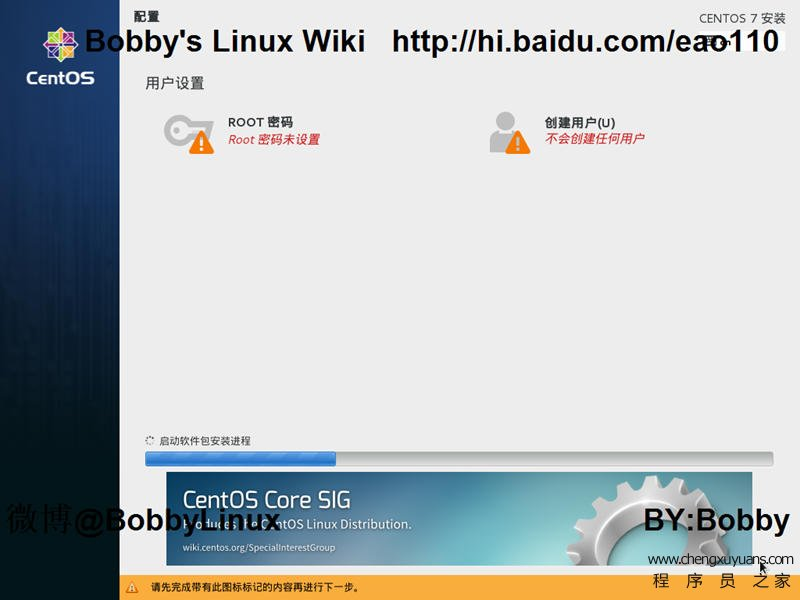 配置
CENTOS 7 安装
Bobby's Linux Wiki http://hi.baidu.com/eao110
CentOS
用户设置
ROOT 密码
Root 密码未设置
创建用户(U)
不会创建任何用户
启动软件包安装进程
CentOS Core SIG
Produces the CentOS Linux Distribution.
微博@BobbyLinux
BY:Bobby
wiki.centos.org/SpecialInterestGroup
www.chengxuyuans.com
程序员之家
请先完成带有此图标标记的内容再进行下一步。